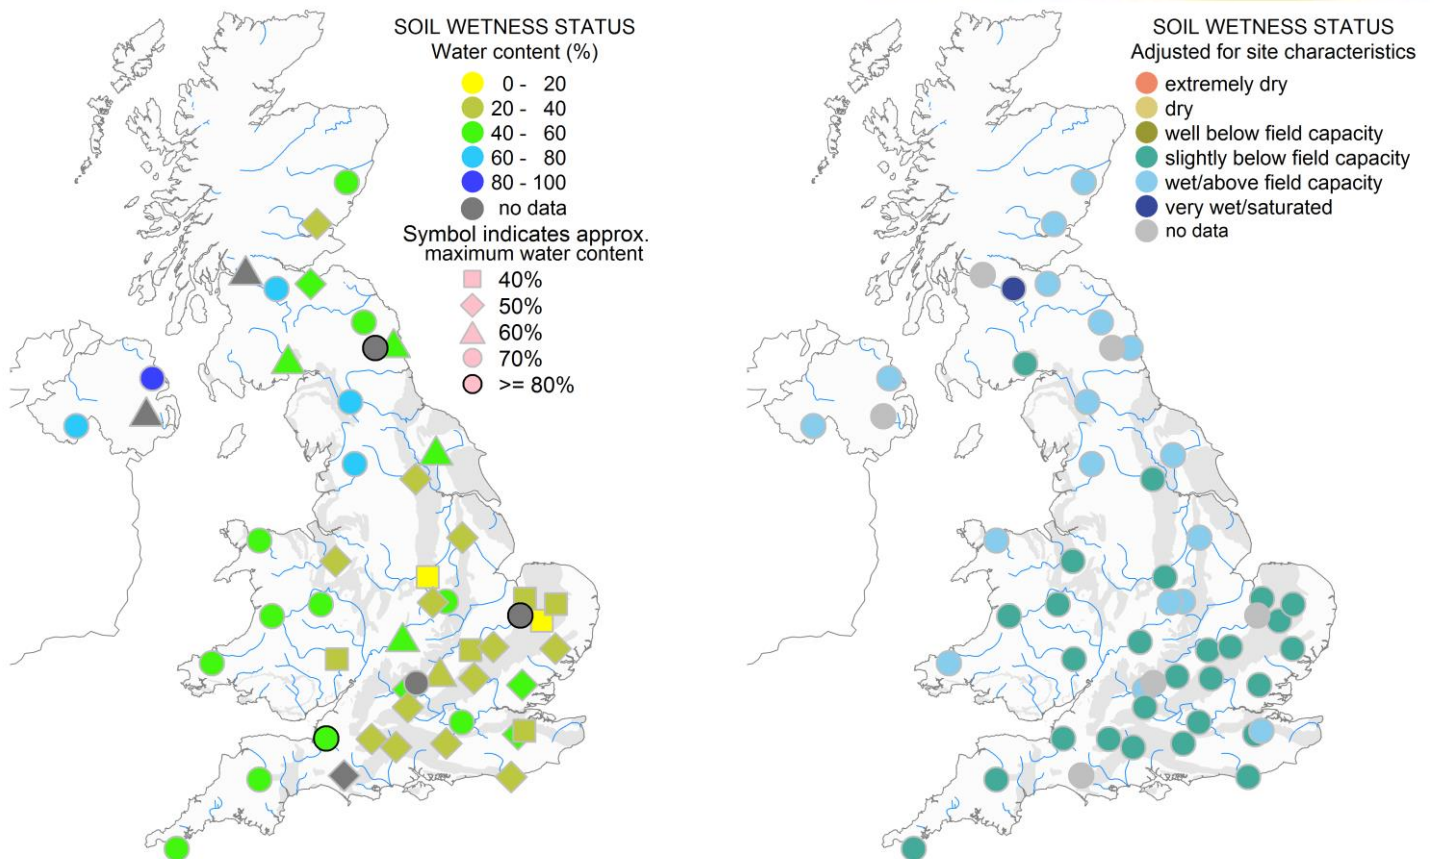 SOIL WETNESS STATUS
Water content (%)
0 - 20
20 - 40
40 - 60
60 - 80
80 - 100
no data
Symbol indicates approx.
maximum water content
40%
50%
60%
70%
>= 80%
SOIL WETNESS STATUS
Adjusted for site characteristics
extremely dry
dry
well below field capacity
slightly below field capacity
wet/above field capacity
very wet/saturated
no data